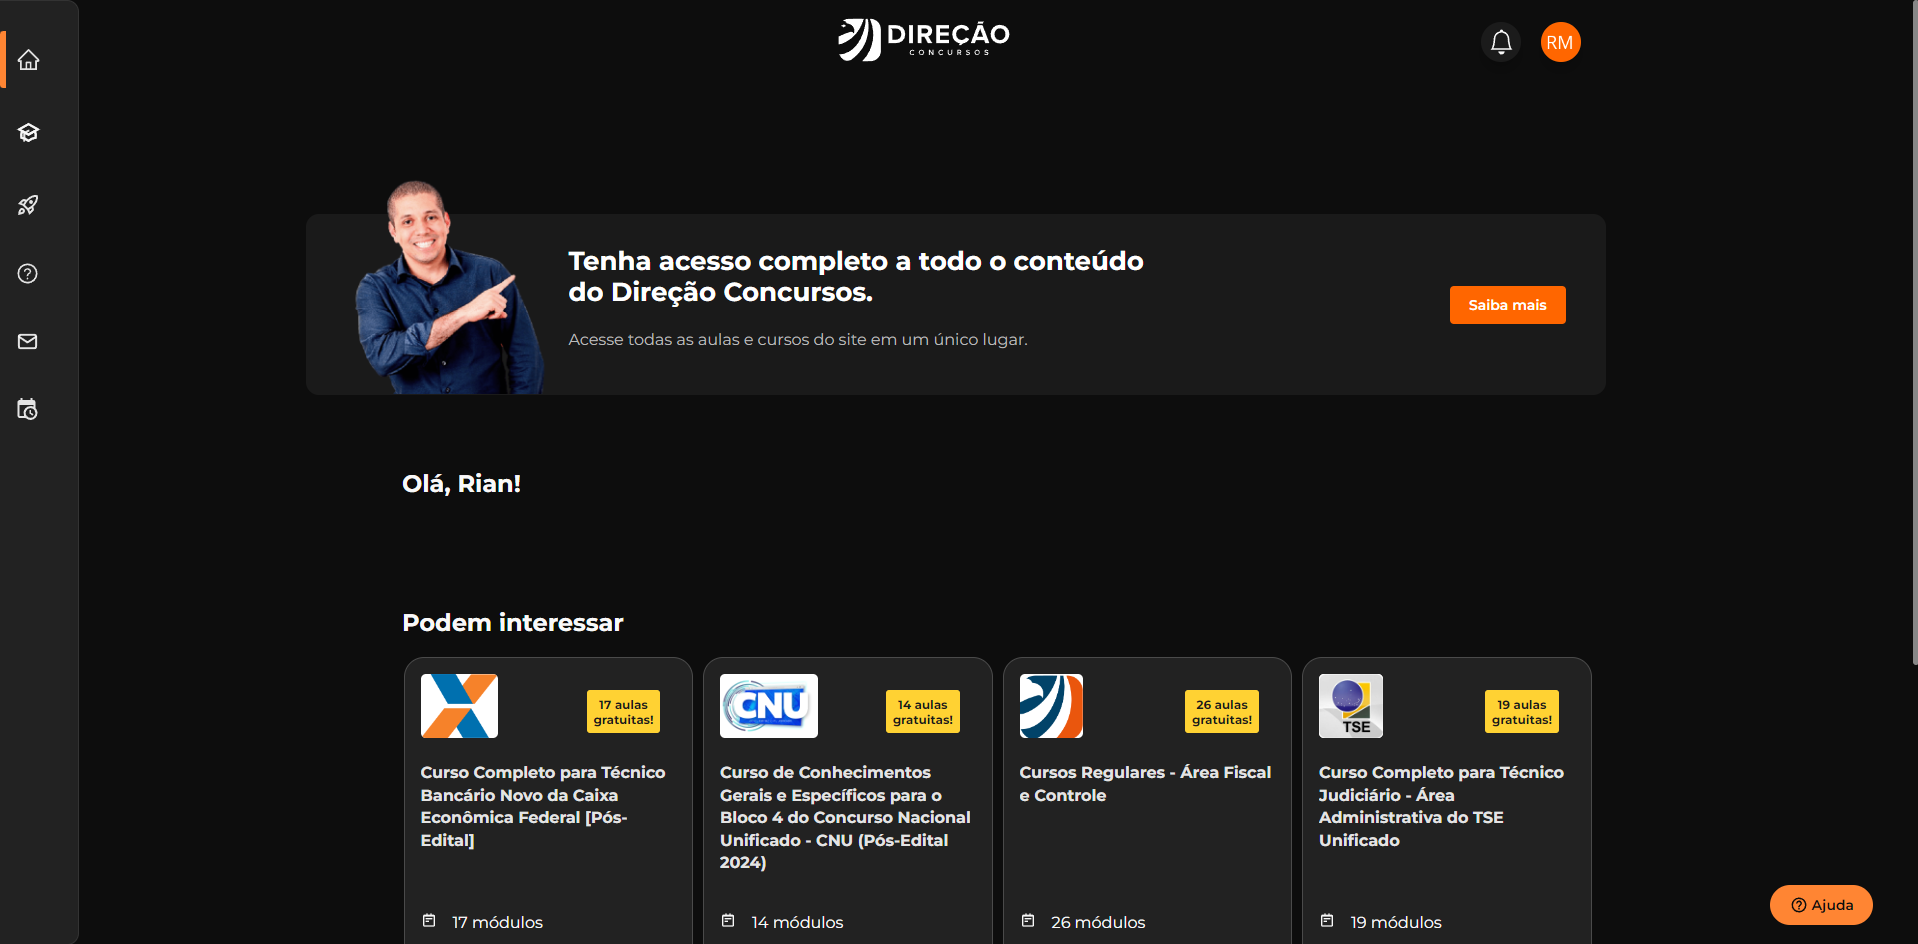 DIREÇÃO
CONCURSOS
RM
Tenha acesso completo a todo o conteúdo
do Direção Concursos.
Acesse todas as aulas e cursos do site em um único lugar.
Saiba mais
Olá, Rian!
Podem interessar
17 aulas
gratuitas!
Curso Completo para Técnico
Bancário Novo da Caixa
Econômica Federal [Pós-
Edital]
17 módulos
CNU
14 aulas
gratuitas!
Curso de Conhecimentos
Gerais e Específicos para o
Bloco 4 do Concurso Nacional
Unificado - CNU (Pós-Edital
2024)
14 módulos
26 aulas
gratuitas!
Cursos Regulares - Área Fiscal
e Controle
26 módulos
TSE
19 aulas
gratuitas!
Curso Completo para Técnico
Judiciário - Área
Administrativa do TSE
Unificado
19 módulos
Ajuda